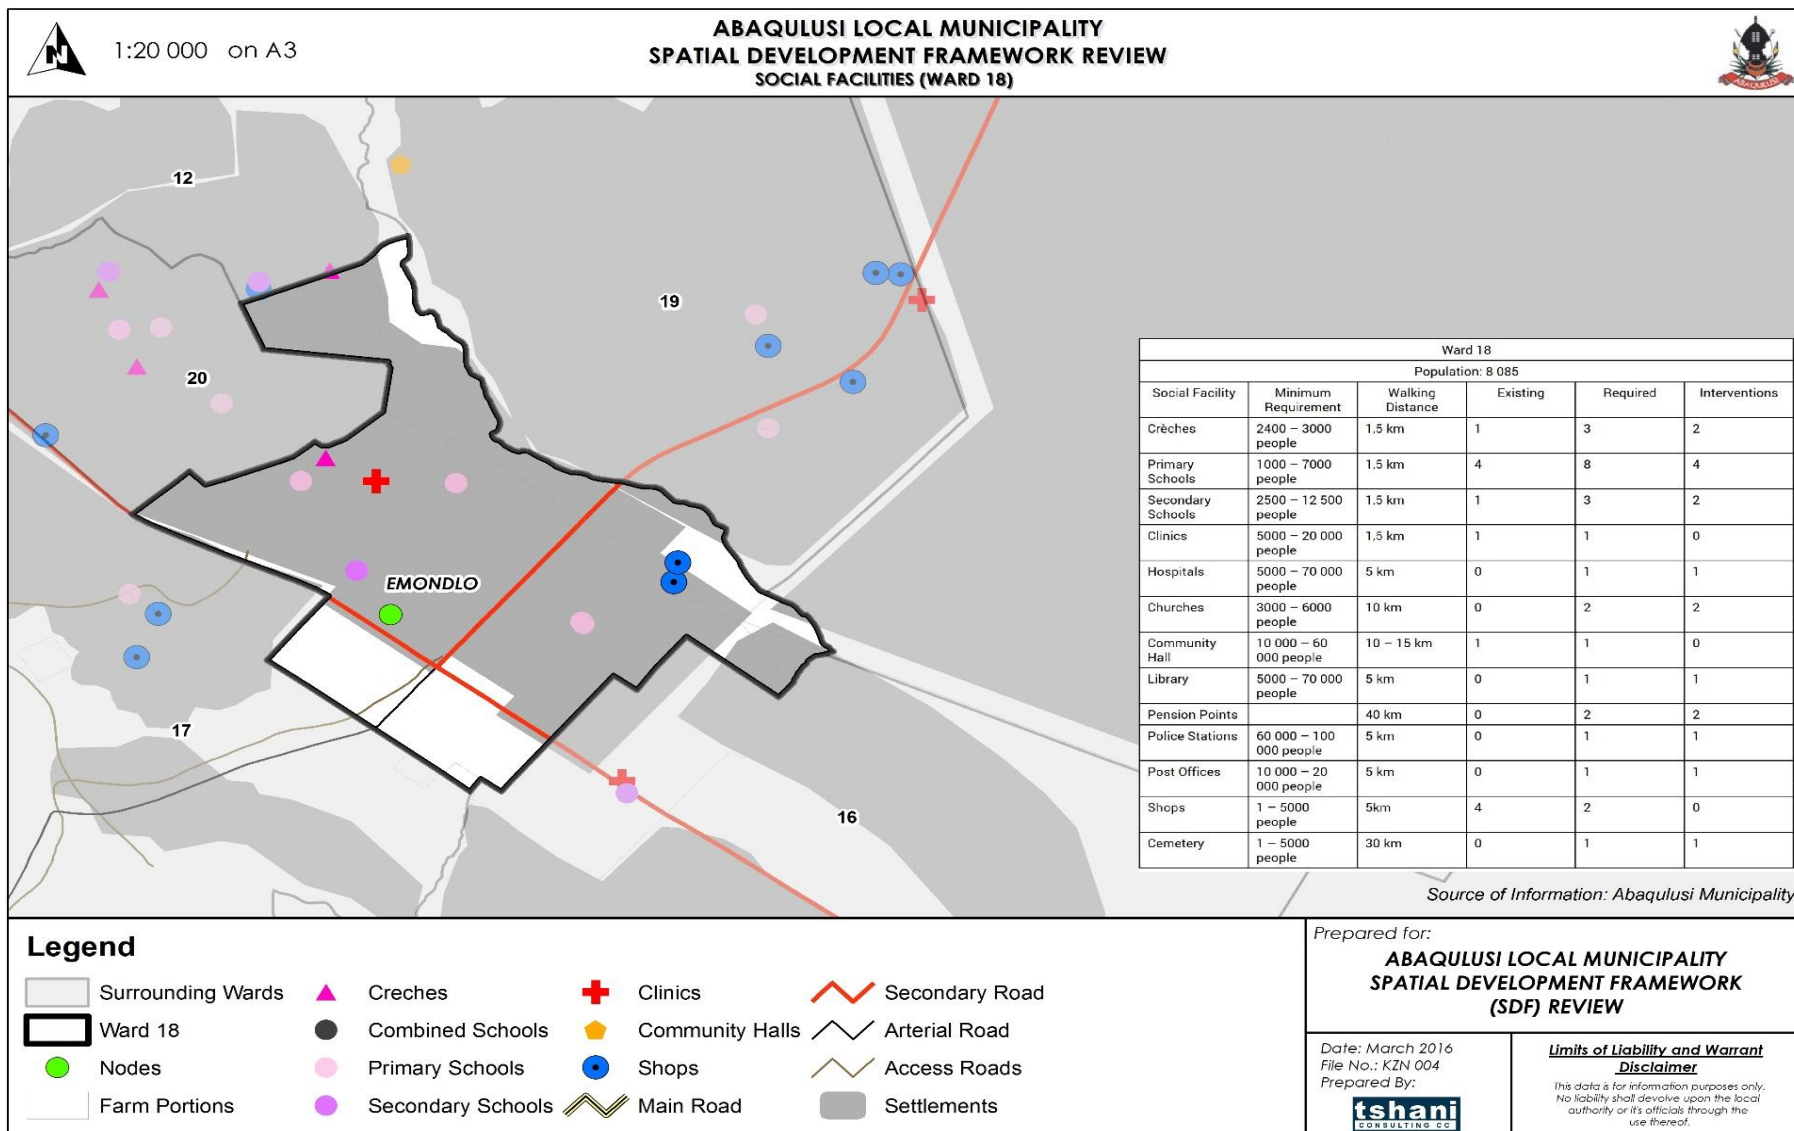 1:20 000 on A3
ABAQULUSI LOCAL MUNICIPALITY
SPATIAL DEVELOPMENT FRAMEWORK REVIEW
SOCIAL FACILITIES (WARD 18)
N
ABAQULUSI
12
19
20
EMONDLO
17
16
Ward 18
Population: 8 085
Social Facility Minimum Requirement Walking Distance Existing Required Interventions
Crèches 2400 – 3000 people 1.5 km 1 3 2
Primary Schools 1000 – 7000 people 1.5 km 4 8 4
Secondary Schools 2500 – 12 500 people 1.5 km 1 3 2
Clinics 5000 – 20 000 people 1.5 km 1 1 0
Hospitals 5000 – 70 000 people 5 km 0 1 1
Churches 3000 – 6000 people 10 km 0 2 2
Community Hall 10 000 – 60 000 people 10 – 15 km 1 1 0
Library 5000 – 70 000 people 5 km 0 1 1
Pension Points 40 km 0 2 2
Police Stations 60 000 – 100 000 people 5 km 0 1 1
Post Offices 10 000 – 20 000 people 5 km 0 1 1
Shops 1 – 5000 people 5km 4 2 0
Cemetery 1 – 5000 people 30 km 0 1 1
Source of Information: Abaqulusi Municipality
Legend
Surrounding Wards
Ward 18
Nodes
Farm Portions
Creches
Combined Schools
Primary Schools
Secondary Schools
Clinics
Community Halls
Shops
Main Road
Secondary Road
Arterial Road
Access Roads
Settlements
Prepared for:
ABAQULUSI LOCAL MUNICIPALITY
SPATIAL DEVELOPMENT FRAMEWORK
(SDF) REVIEW
Date: March 2016
File No.: KZN 004
Prepared By:
tshani
CONSULTING CC
Limits of Liability and Warrant
Disclaimer
This data is for information purposes only.
No liability shall devolve upon the local
authority or it's officials through the
use thereof.